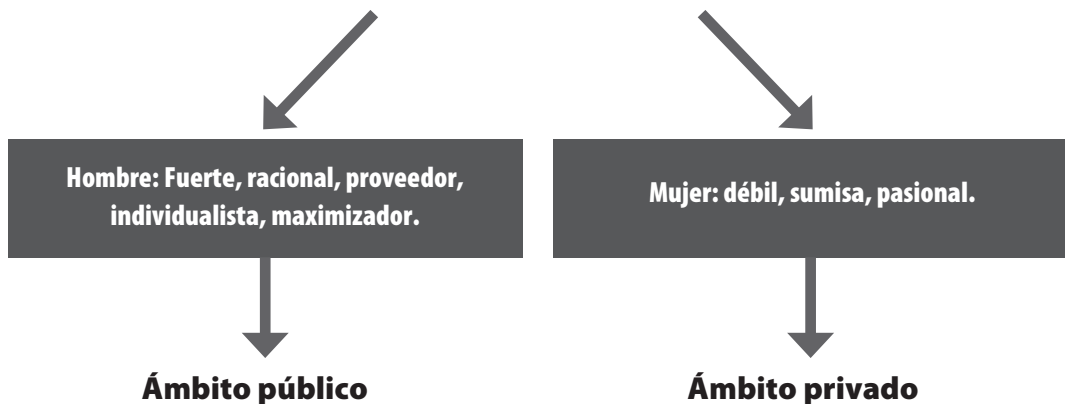 Hombre: Fuerte, racional, proveedor,
individualista, maximizador.
Mujer: débil, sumisa, pasional.
Ámbito público
Ámbito privado